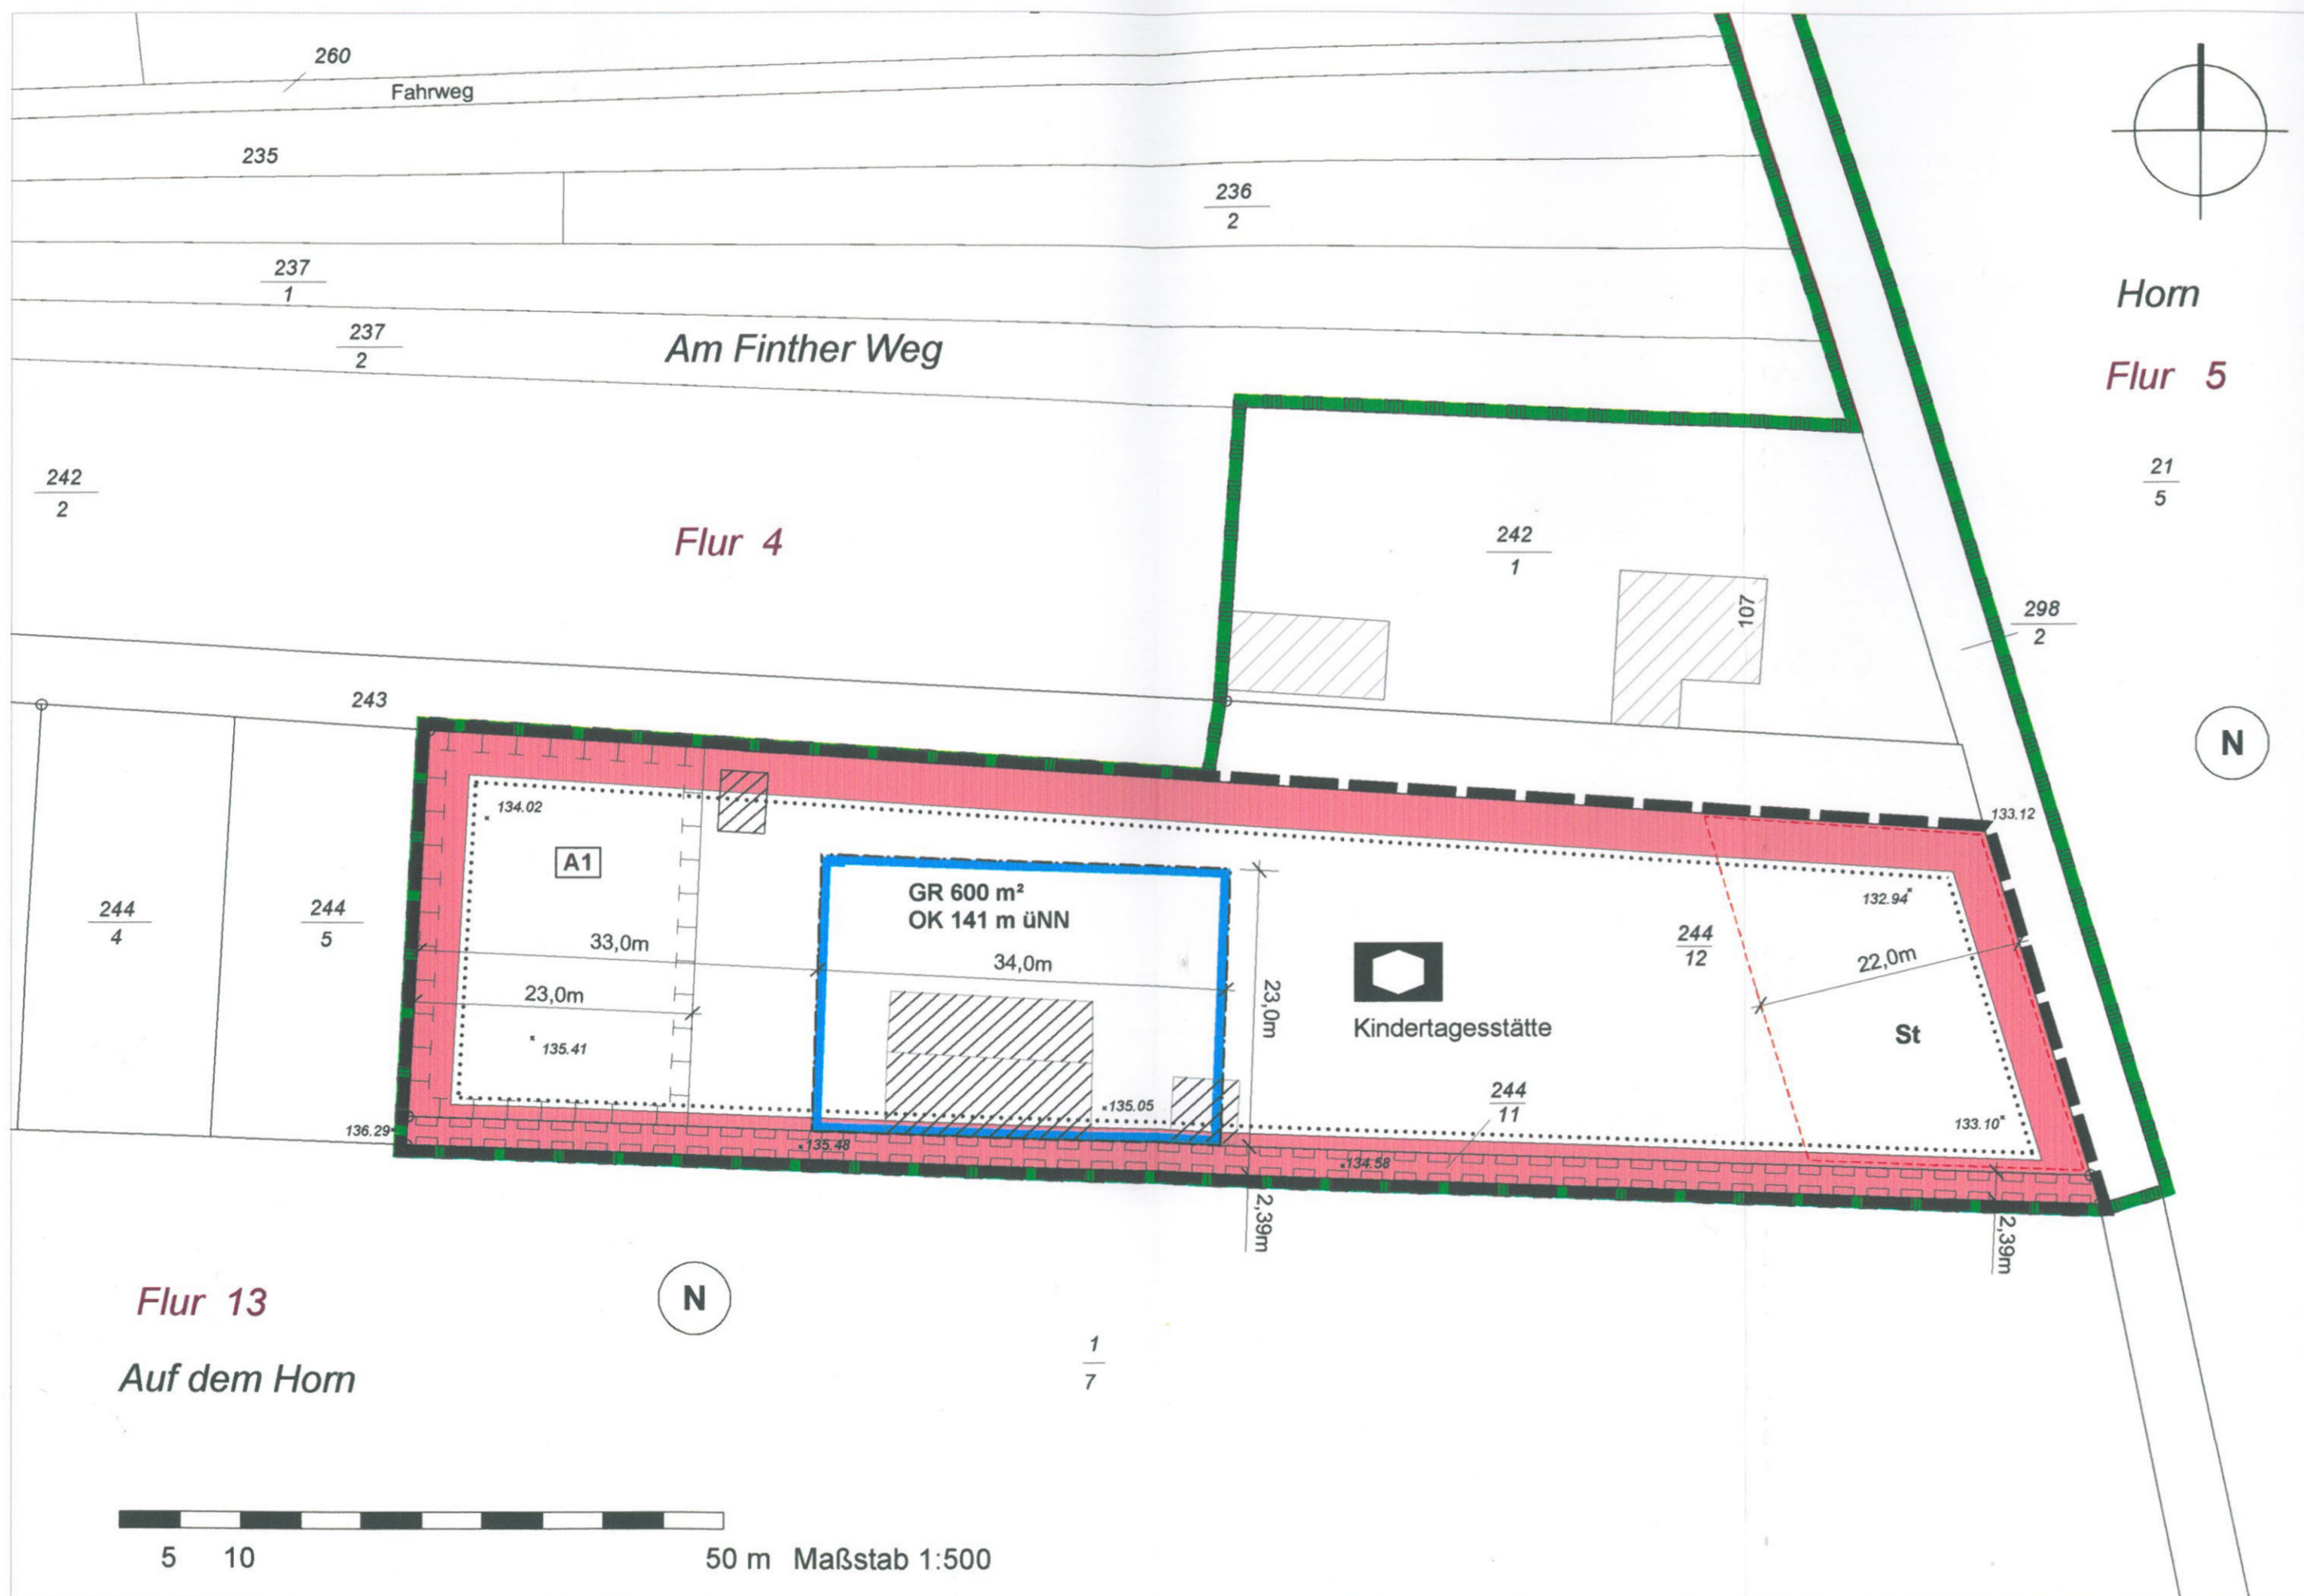 260
Fahrweg
235
236
2
237
1
Horn
237
2
Am Finther Weg
Flur 5
242
2
21
5
Flur 4
242
1
107
298
2
243
N
134.02
133.12
A1
GR 600 m²
OK 141 m üNN
132.94
244
4
244
5
33,0m
34,0m
244
12
22,0m
23,0m
23,0m
Kindertagesstätte
St
135.41
244
11
135.05
136.29
135.48
134.58
133.10
2,39m
2,39m
Flur 13
N
Auf dem Horn
1
7
5 10 50 m Maßstab 1:500